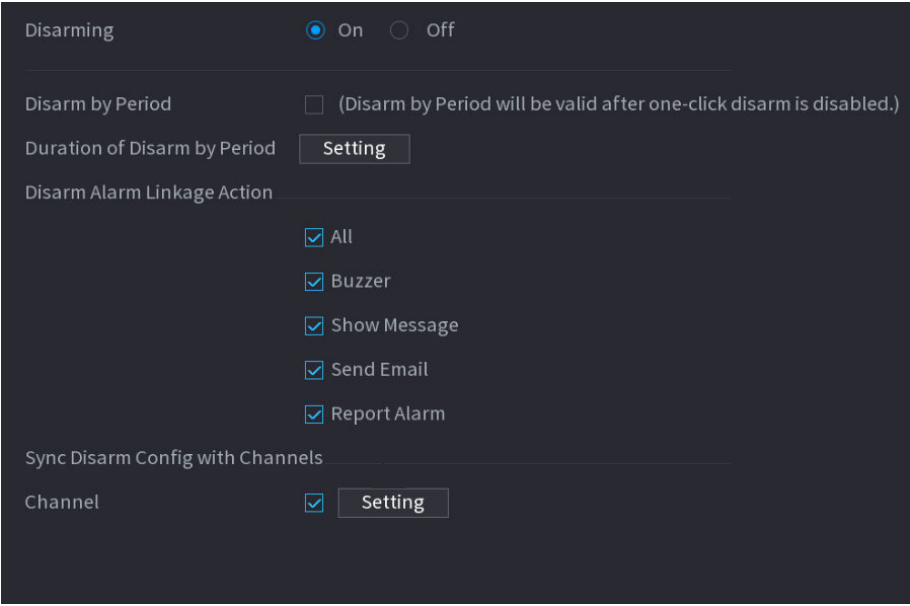 Disarming On Off
Disarm by Period (Disarm by Period will be valid after one-click disarm is disabled.)
Duration of Disarm by Period Setting
Disarm Alarm Linkage Action
All
Buzzer
Show Message
Send Email
Report Alarm
Sync Disarm Config with Channels
Channel Setting